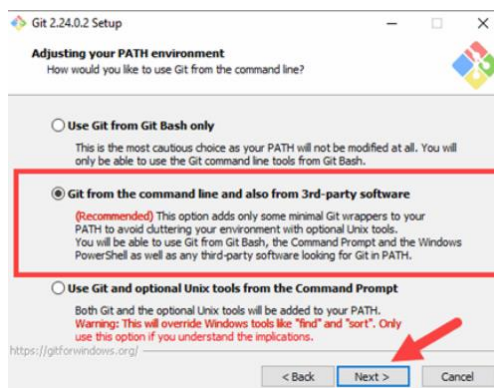 Git 2.24.0.2 Setup
Adjusting your PATH environment
How would you like to use Git from the command line?
Use Git from Git Bash only
This is the most cautious choice as your PATH will not be modified at all. You will
only be able to use the Git command line tools from Git Bash.
Git from the command line and also from 3rd-party software
(Recommended) This option adds only some minimal Git wrappers to your
PATH to avoid cluttering your environment with optional Unix tools.
You will be able to use Git from Git Bash, the Command Prompt and the Windows
PowerShell as well as any third-party software looking for Git in PATH.
Use Git and optional Unix tools from the Command Prompt
Both Git and the optional Unix tools will be added to your PATH.
Warning: This will override Windows tools like "find" and "sort". Only
use this option if you understand the implications.
https://gitforwindows.org/
< Back Next > Cancel